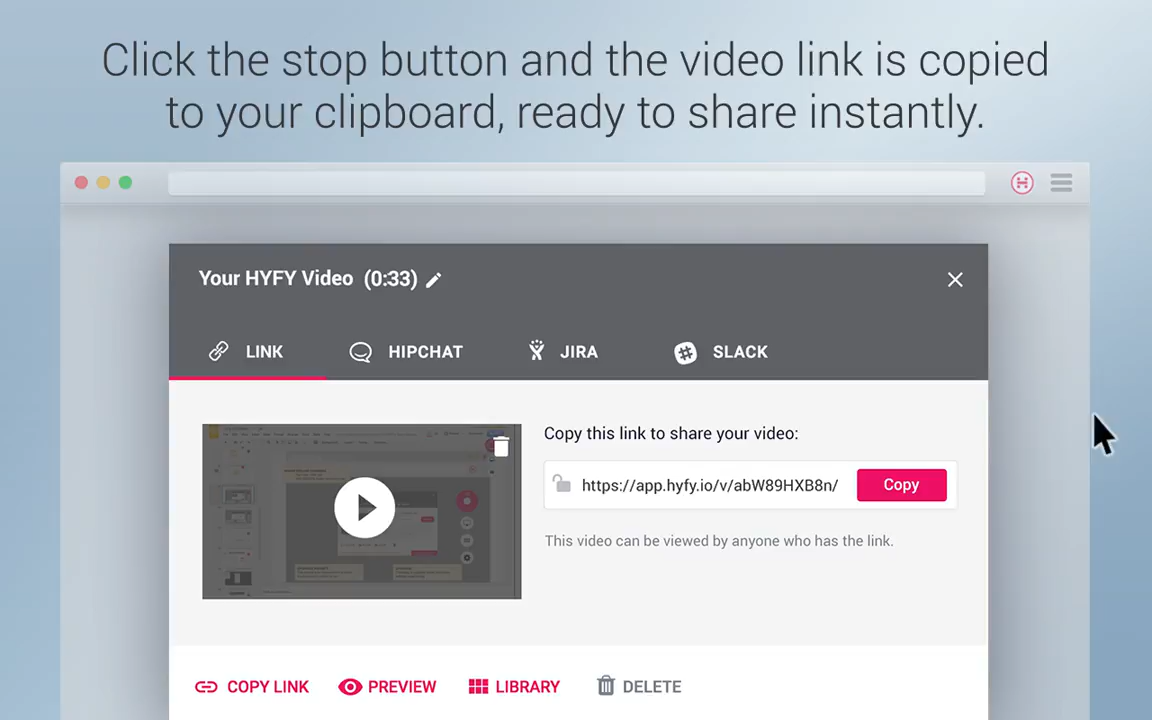 Click the stop button and the video link is copied
to your clipboard, ready to share instantly.
Your HYFY Video (0:33)
LINK HIPCHAT JIRA SLACK
Copy this link to share your video:
https://app.hyfy.io/v/abW89HXB8n/ Copy
This video can be viewed by anyone who has the link.
COPY LINK PREVIEW LIBRARY DELETE